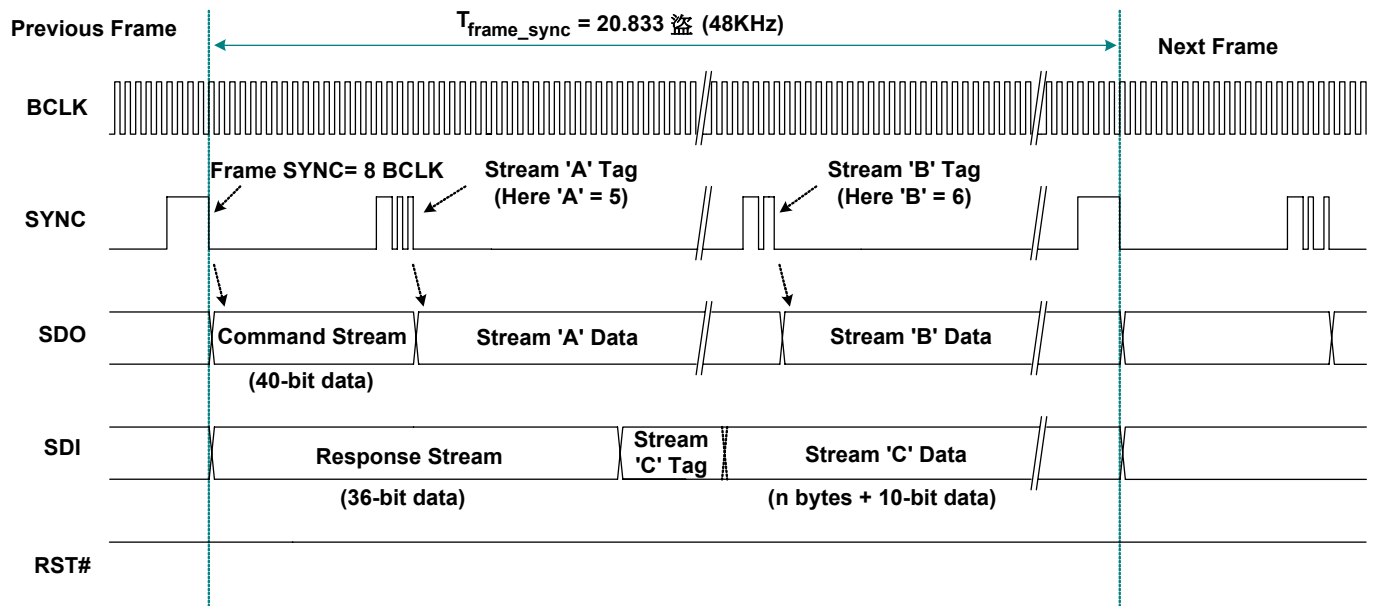 T_frame_sync = 20.833 盜 (48KHz)
Previous Frame
Next Frame
BCLK
Frame SYNC= 8 BCLK
Stream 'A' Tag
(Here 'A' = 5)
Stream 'B' Tag
(Here 'B' = 6)
SYNC
SDO
Command Stream
Stream 'A' Data
Stream 'B' Data
(40-bit data)
SDI
Response Stream
Stream
'C' Tag
Stream 'C' Data
(36-bit data)
(n bytes + 10-bit data)
RST#